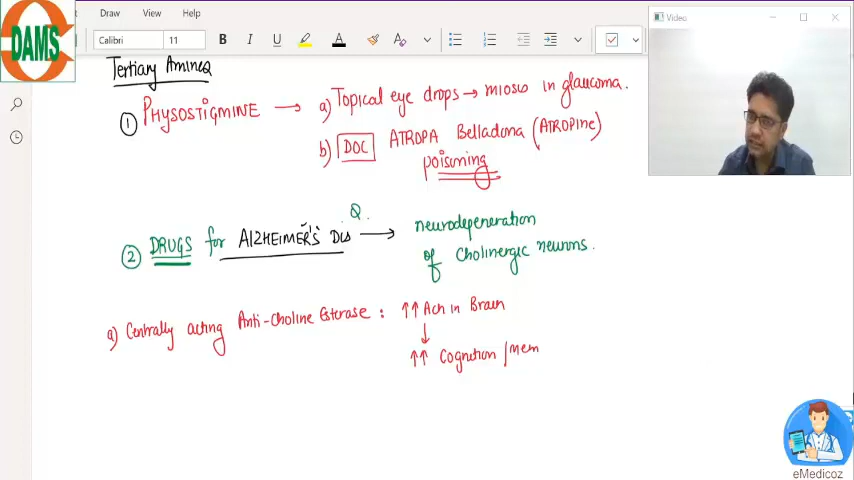 DAMS
Draw View Help
Video
Calibri 11 B I U A
Tertiary Amines
① PHYSOSTIGMINE → a) Topical eye drops → miosis in glaucoma.
b) DOC ATROPA Belladona (ATROPINE)
poisoning
② DRUGS for AlZHEIMER'S Dis Q. → neurodepeneration
of Cholinergic neurons.
a) Centrally acting Anti-Choline Esterase : ↑↑ Ach in Brain
↓
↑↑ Cognition /mem
eMedicoz